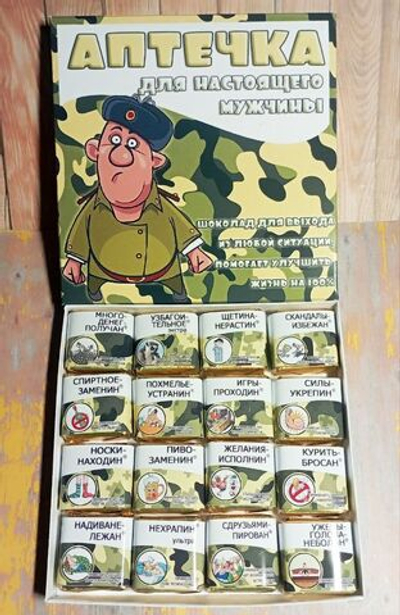 АПТЕЧКА
ДЛЯ НАСТОЯЩЕГО
МУЖЧИНЫ
ШОКОЛАД ДЛЯ ВЫХОДА
ИЗ ЛЮБОЙ СИТУАЦИИ
ПОМОГАЕТ УЛУЧШИТЬ
ЖИЗНЬ НА 100%
МНОГО-
ДЕНЕГ-
ПОЛУЧАН®
УЗБАГОИ-
ТЕЛЬНОЕ®
экстра
ЩЕТИНА-
НЕРАСТИН®
СКАНДАЛЫ-
ИЗБЕЖАН®
СПИРТНОЕ-
ЗАМЕНИН®
ПОХМЕЛЬЕ-
УСТРАНИН®
ИГРЫ-
ПРОХОДИН®
СИЛЫ-
УКРЕПИН®
НОСКИ-
НАХОДИН®
ПИВО-
ЗАМЕНИН®
ЖЕЛАНИЯ-
ИСПОЛНИН®
КУРИТЬ-
БРОСАН®
НАДИВАНЕ-
ЛЕЖАН®
НЕХРАПИН®
ультра
СДРУЗЬЯМИ-
ПИРОВАН®
ГОЛОВА-